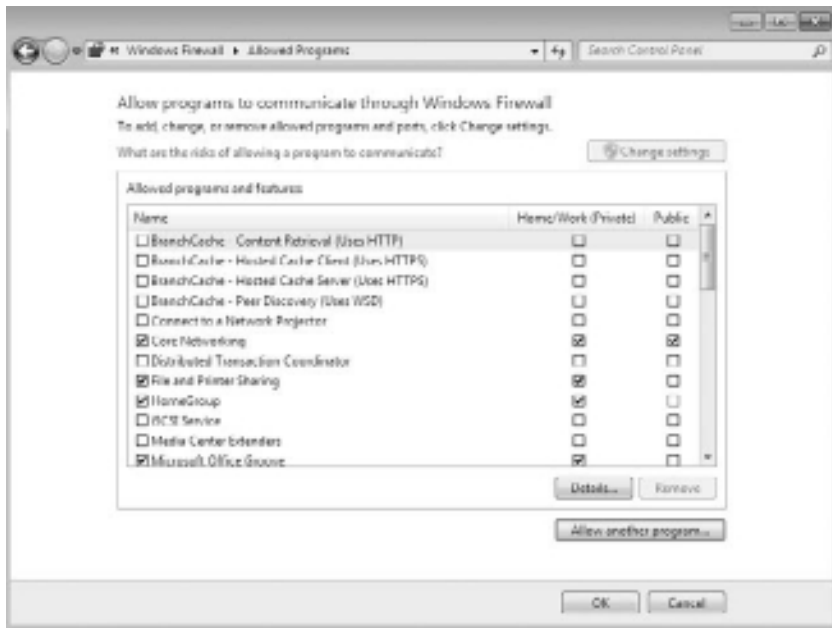 Windows Firewall ▸ Allowed Programs
Search Control Panel
Allow programs to communicate through Windows Firewall
To add, change, or remove allowed programs and ports, click Change settings.
What are the risks of allowing a program to communicate?
Change settings
Allowed programs and features:
Name Home/Work (Private) Public
BranchCache - Content Retrieval (Uses HTTP)
BranchCache - Hosted Cache Client (Uses HTTPS)
BranchCache - Hosted Cache Server (Uses HTTPS)
BranchCache - Peer Discovery (Uses WSD)
Connect to a Network Projector
Core Networking
Distributed Transaction Coordinator
File and Printer Sharing
HomeGroup
iSCSI Service
Media Center Extenders
Microsoft Office Groove
Details... Remove
Allow another program...
OK Cancel